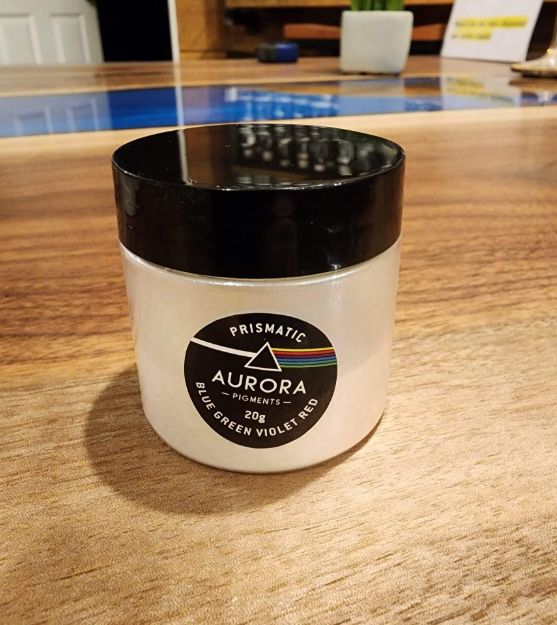 PRISMATIC
AURORA
— PIGMENTS —
20g
BLUE GREEN VIOLET RED